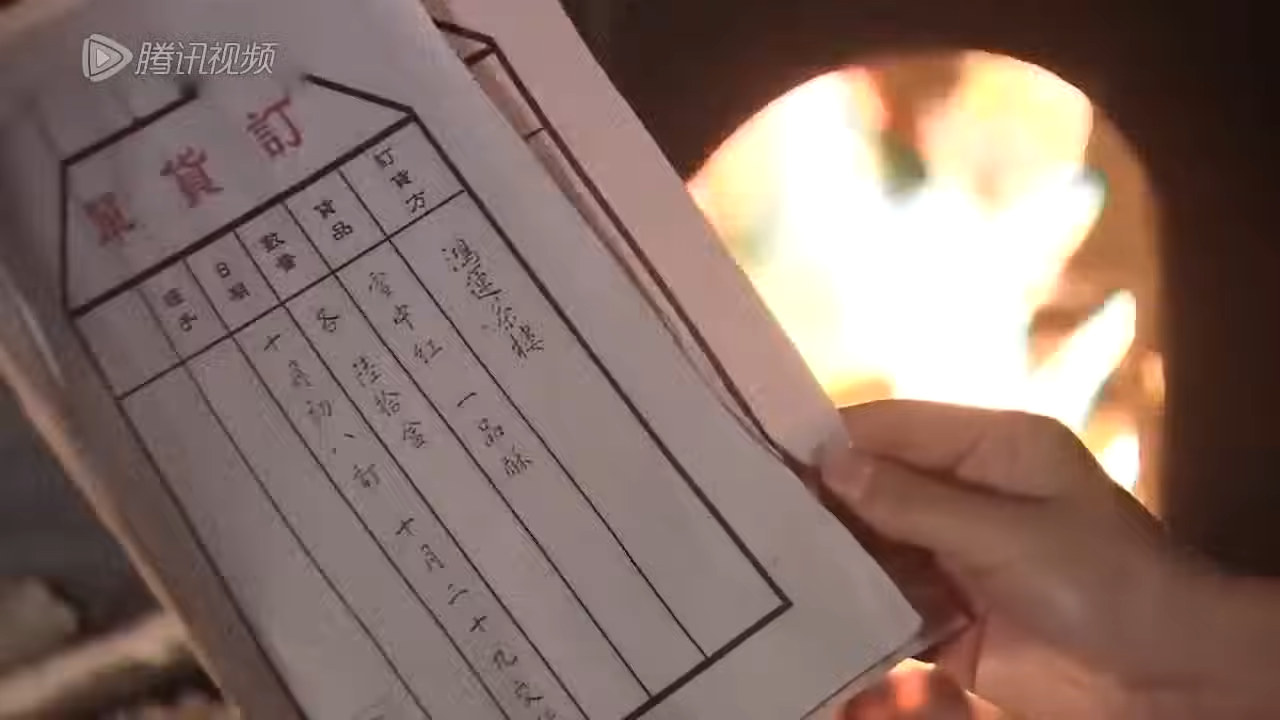 腾讯视频
訂貨單
訂貨方
鴻運茶樓
貨品
雪中紅 一品酥
數量
各 陸拾盒
日期
十月初八訂 十月二十九交